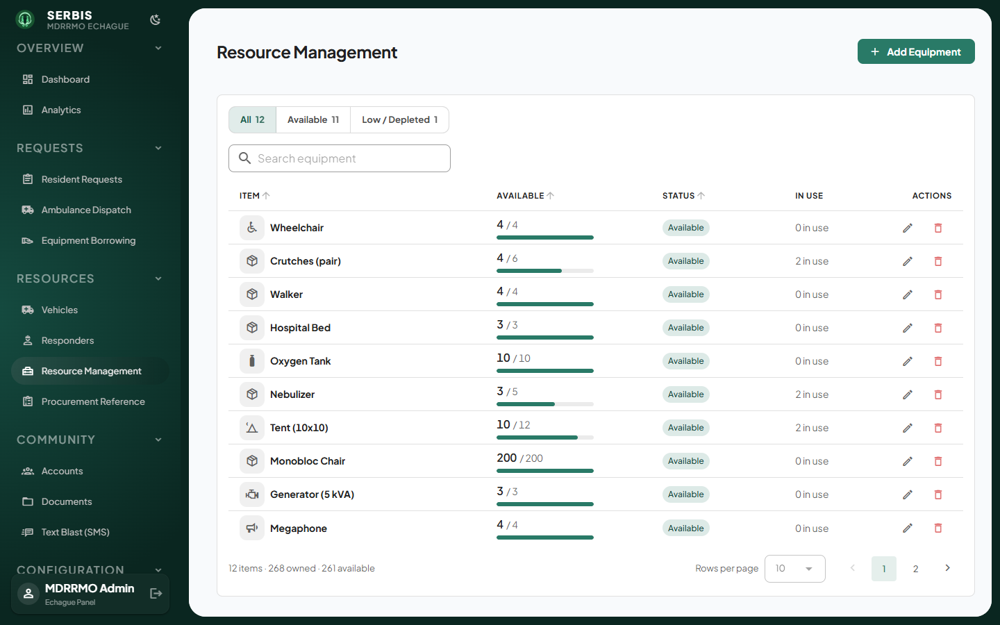 SERBIS
MDRRMO ECHAGUE
OVERVIEW
Dashboard
Analytics
REQUESTS
Resident Requests
Ambulance Dispatch
Equipment Borrowing
RESOURCES
Vehicles
Responders
Resource Management
Procurement Reference
COMMUNITY
Accounts
Documents
Text Blast (SMS)
CONFIGURATION
MDRRMO Admin
Echague Panel
Resource Management
+ Add Equipment
All 12 Available 11 Low / Depleted 1
Search equipment
ITEM AVAILABLE STATUS IN USE ACTIONS
Wheelchair 4 / 4 Available 0 in use
Crutches (pair) 4 / 6 Available 2 in use
Walker 4 / 4 Available 0 in use
Hospital Bed 3 / 3 Available 0 in use
Oxygen Tank 10 / 10 Available 0 in use
Nebulizer 3 / 5 Available 2 in use
Tent (10x10) 10 / 12 Available 2 in use
Monobloc Chair 200 / 200 Available 0 in use
Generator (5 kVA) 3 / 3 Available 0 in use
Megaphone 4 / 4 Available 0 in use
12 items · 268 owned · 261 available Rows per page 10 1 2